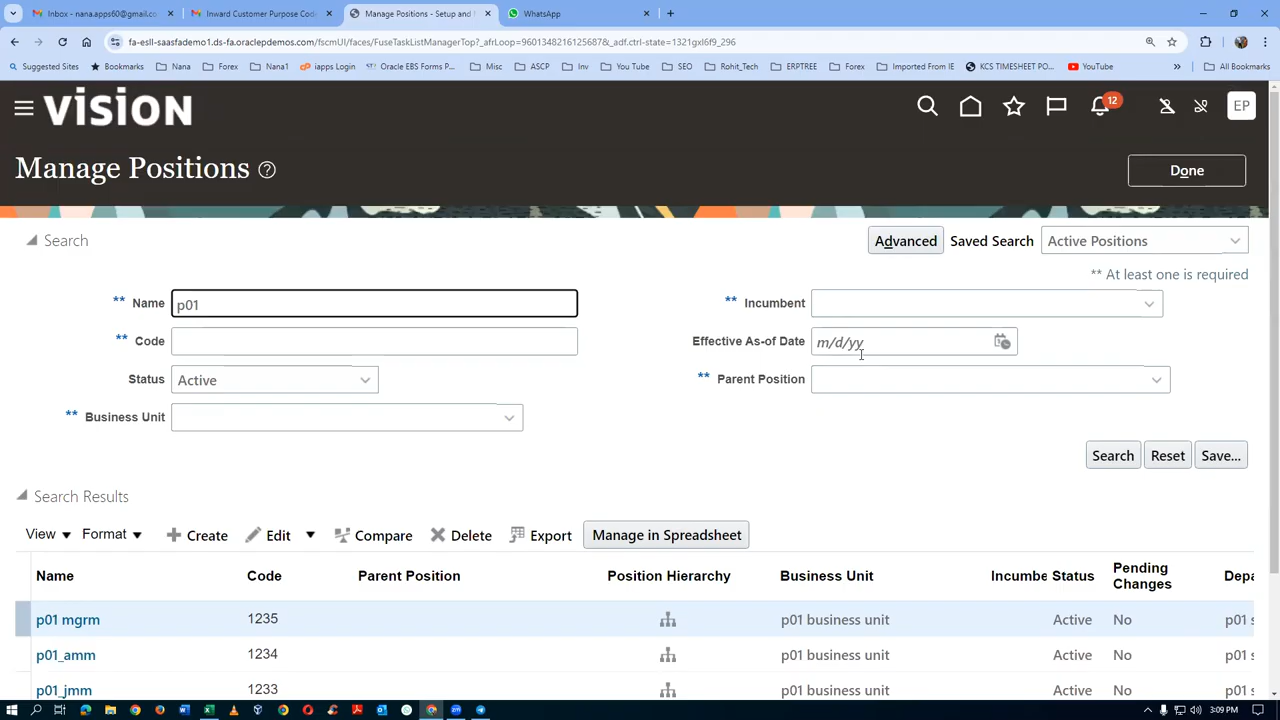 Inbox - nana.apps60@gmail.co
Inward Customer Purpose Code
Manage Positions - Setup and
WhatsApp
fa-esll-saasfademo1.ds-fa.oraclepdemos.com/fscmUI/faces/FuseTaskListManagerTop?_afrLoop=96013482161256878&_adf.ctrl-state=1321gxl6f9_296
Suggested Sites Bookmarks Nana Forex Nana1 iapps Login Oracle EBS Forms P... Misc ASCP Inv You Tube SEO Rohit_Tech ERPTREE Forex Imported From IE KCS TIMESHEET PO... YouTube » All Bookmarks
VISION
12
EP
Manage Positions
Done
Search
Advanced Saved Search Active Positions
** At least one is required
** Name p01
** Incumbent
** Code
Effective As-of Date m/d/yy
Status Active
** Parent Position
** Business Unit
Search Reset Save...
Search Results
View Format Create Edit Compare Delete Export Manage in Spreadsheet
Name Code Parent Position Position Hierarchy Business Unit Incumbe Status Pending Changes Depa
p01 mgrm 1235 p01 business unit Active No p01 s
p01_amm 1234 p01 business unit Active No p01 s
p01_jmm 1233 p01 business unit Active No p01 s
3:09 PM